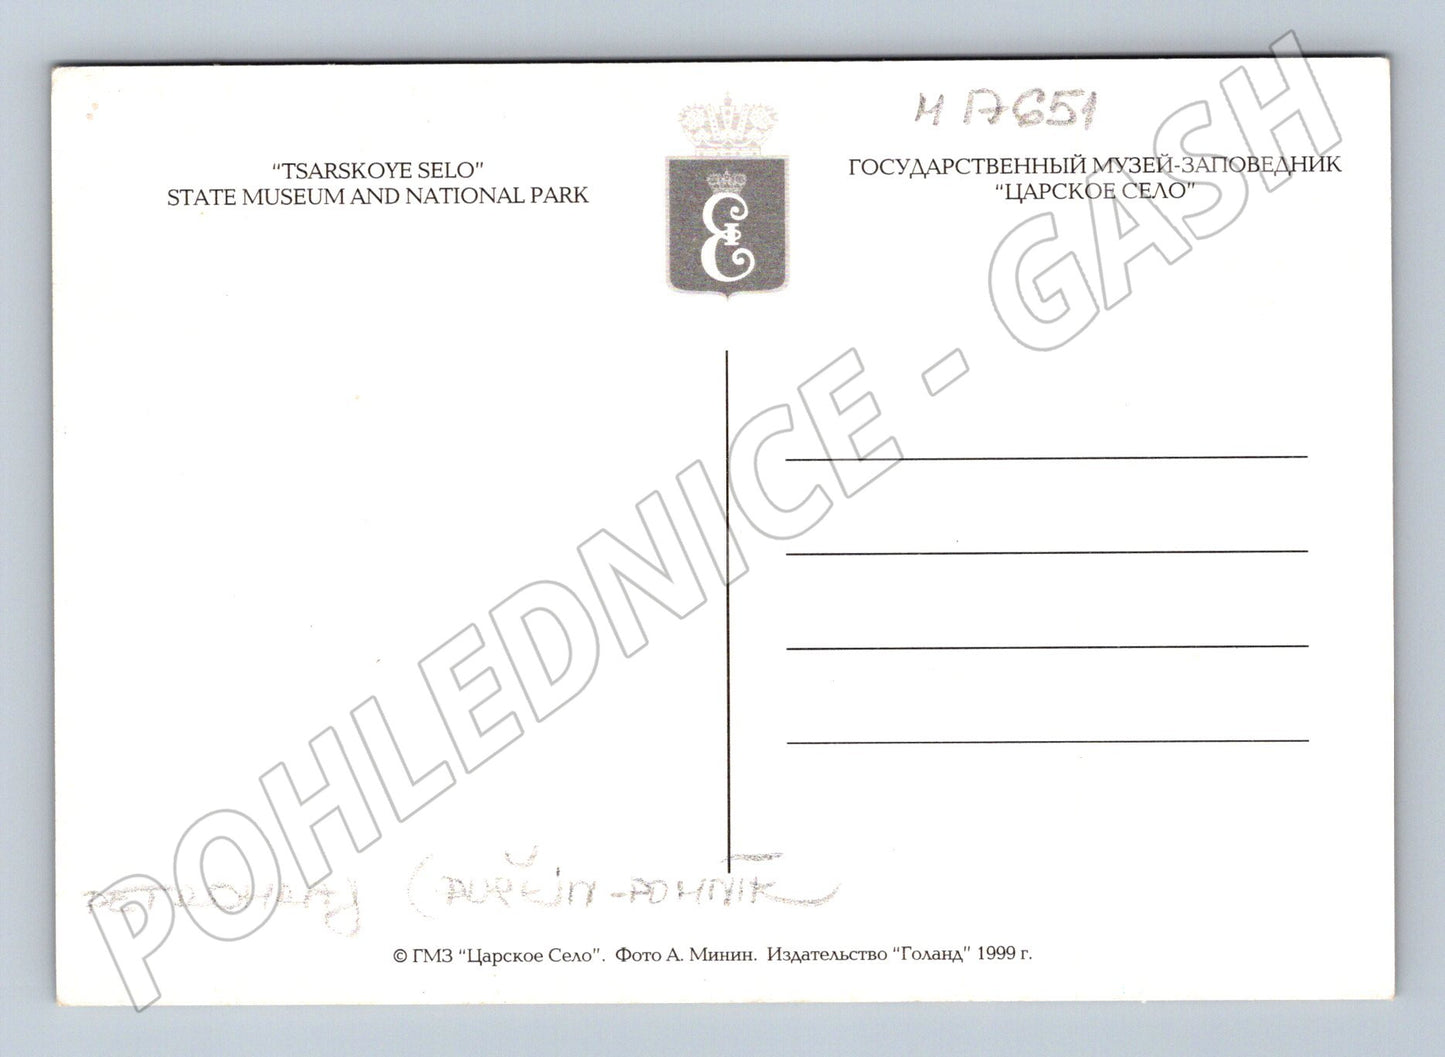 "TSARSKOYE SELO"
STATE MUSEUM AND NATIONAL PARK
ГОСУДАРСТВЕННЫЙ МУЗЕЙ-ЗАПОВЕДНИК
"ЦАРСКОЕ СЕЛО"
POHLEDNICE - GASH
© ГМЗ "Царское Село". Фото А. Минин. Издательство "Голанд" 1999 г.